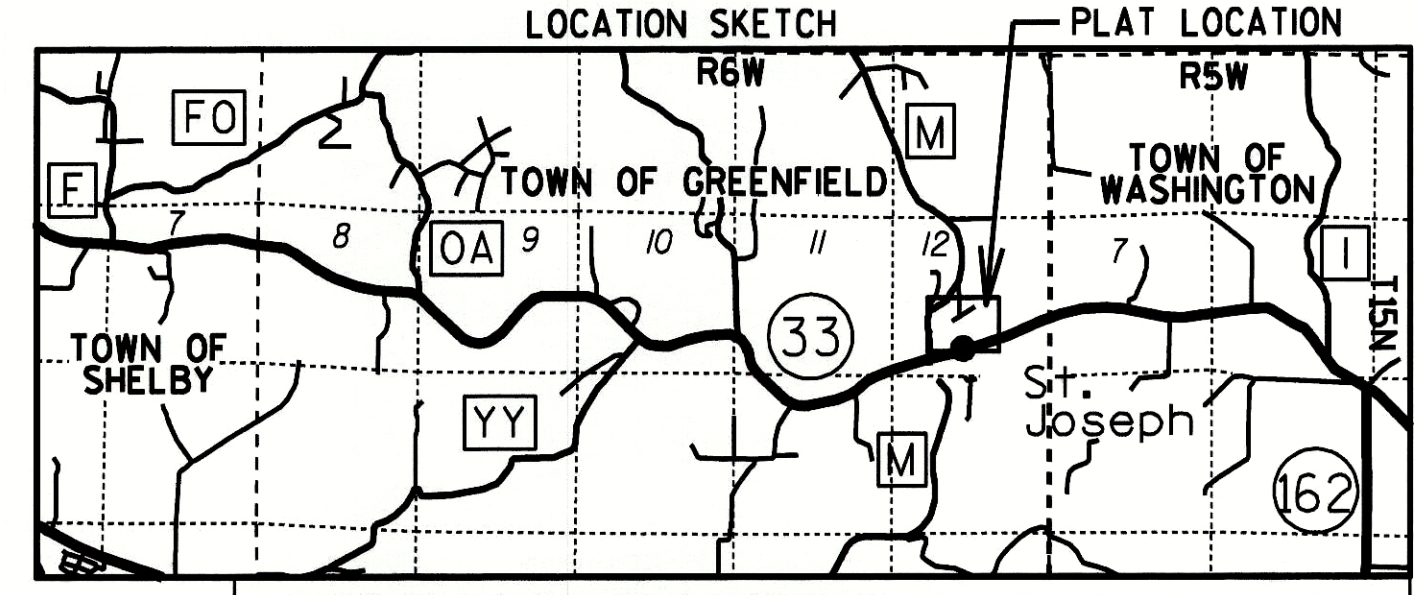 LOCATION SKETCH
PLAT LOCATION
R6W
R5W
FO
M
TOWN OF
WASHINGTON
F
TOWN OF GREENFIELD
7
8
OA
9
10
11
12
7
I
T15N
33
TOWN OF
SHELBY
St.
Joseph
YY
M
162